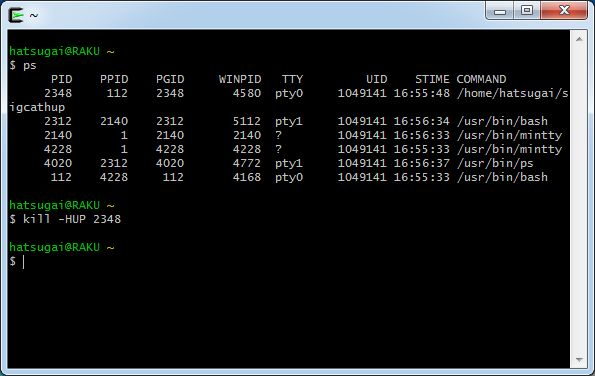 ~
hatsugai@RAKU ~
$ ps
      PID    PPID    PGID     WINPID   TTY         UID    STIME COMMAND
     2348     112    2348       4580  pty0     1049141 16:55:48 /home/hatsugai/s
igcathup
     2312    2140    2312       5112  pty1     1049141 16:56:34 /usr/bin/bash
     2140       1    2140       2140  ?        1049141 16:56:33 /usr/bin/mintty
     4228       1    4228       4228  ?        1049141 16:55:33 /usr/bin/mintty
     4020    2312    4020       4772  pty1     1049141 16:56:37 /usr/bin/ps
      112    4228     112       4168  pty0     1049141 16:55:33 /usr/bin/bash
hatsugai@RAKU ~
$ kill -HUP 2348
hatsugai@RAKU ~
$